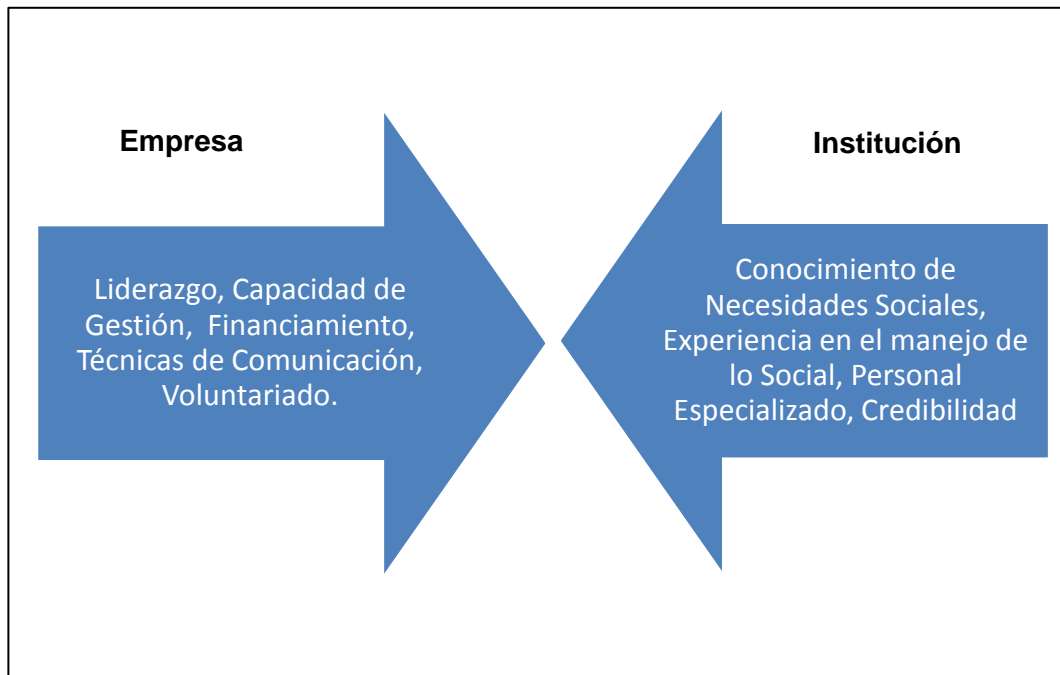 Empresa
Liderazgo, Capacidad de
Gestión,  Financiamiento,
Técnicas de Comunicación,
Voluntariado.
Institución
Conocimiento de
Necesidades Sociales,
Experiencia en el manejo de
lo Social, Personal
Especializado, Credibilidad